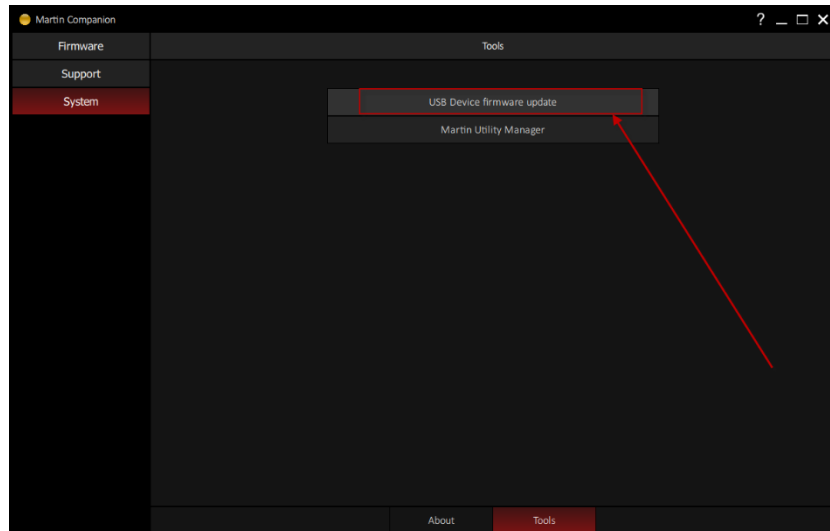 Martin Companion ?
Firmware
Tools
Support
System
USB Device firmware update
Martin Utility Manager
About
Tools